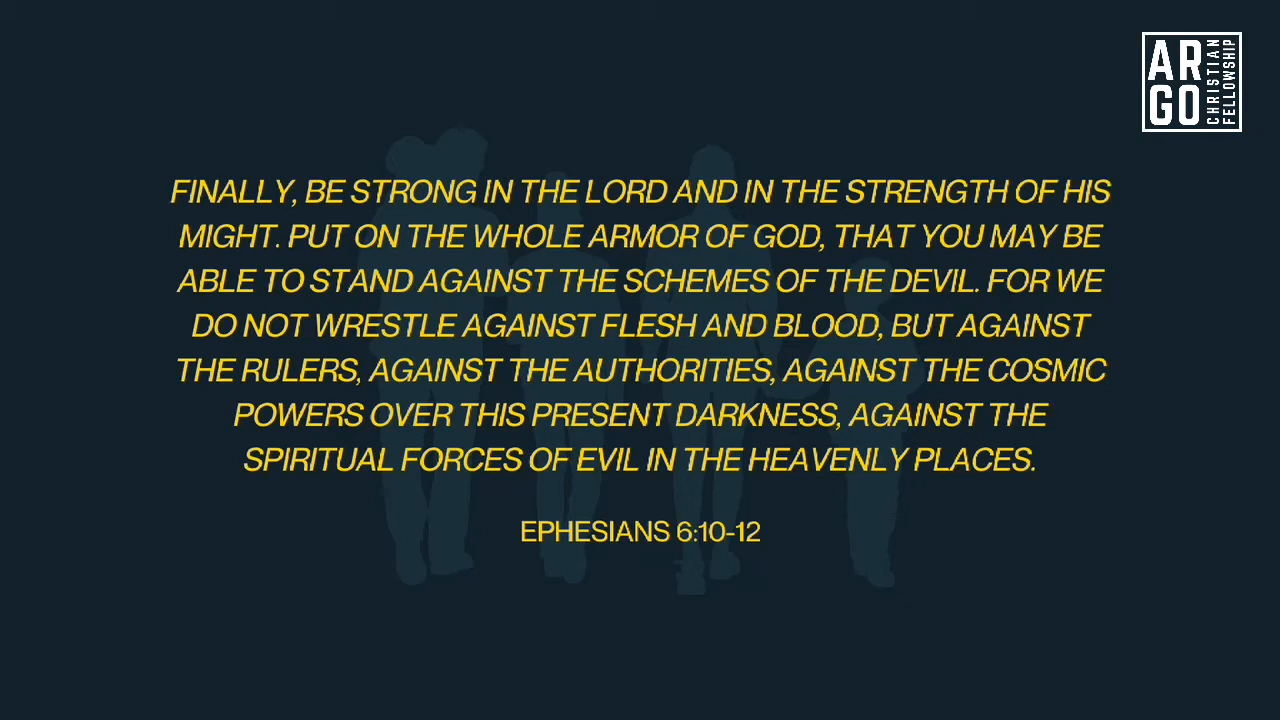 AR
GO
CHRISTIAN
FELLOWSHIP
FINALLY, BE STRONG IN THE LORD AND IN THE STRENGTH OF HIS
MIGHT. PUT ON THE WHOLE ARMOR OF GOD, THAT YOU MAY BE
ABLE TO STAND AGAINST THE SCHEMES OF THE DEVIL. FOR WE
DO NOT WRESTLE AGAINST FLESH AND BLOOD, BUT AGAINST
THE RULERS, AGAINST THE AUTHORITIES, AGAINST THE COSMIC
POWERS OVER THIS PRESENT DARKNESS, AGAINST THE
SPIRITUAL FORCES OF EVIL IN THE HEAVENLY PLACES.
EPHESIANS 6:10-12